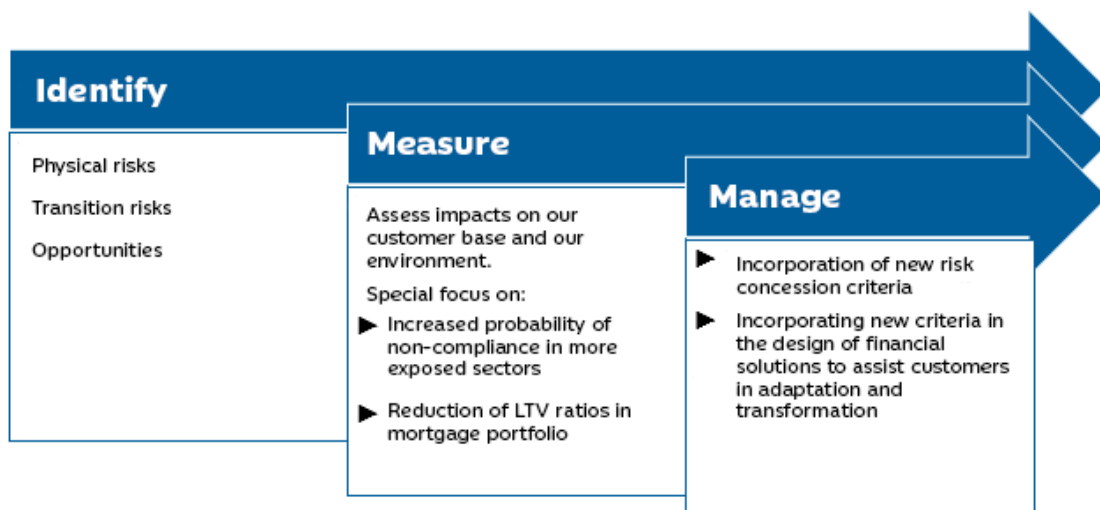 Identify
Physical risks
Transition risks
Opportunities
Measure
Assess impacts on our
customer base and our
environment.
Special focus on:
Increased probability of
non-compliance in more
exposed sectors
Reduction of LTV ratios in
mortgage portfolio
Manage
Incorporation of new risk
concession criteria
Incorporating new criteria in
the design of financial
solutions to assist customers
in adaptation and
transformation